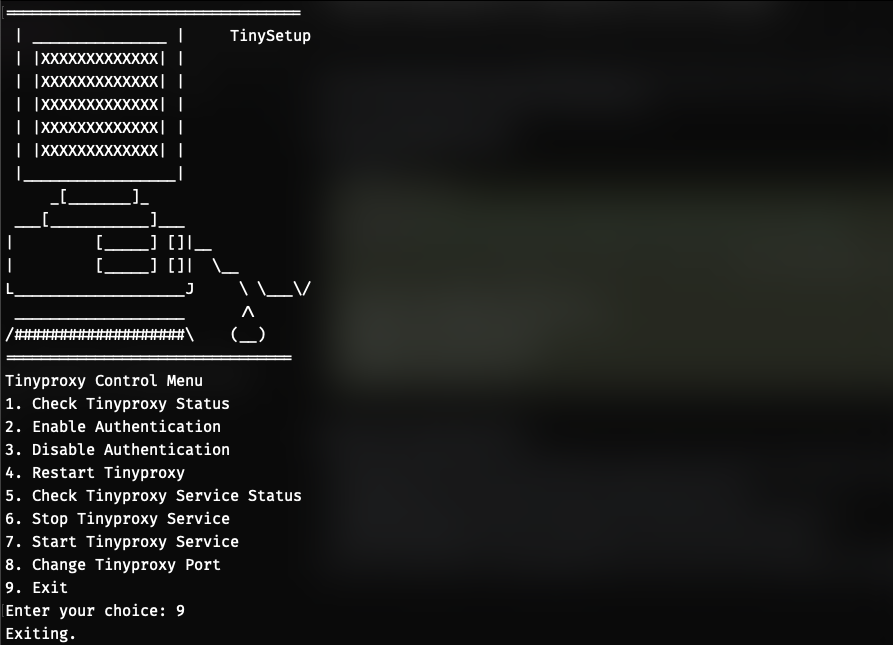 =================================
 | _______________ |     TinySetup
 | |XXXXXXXXXXXXX| |
 | |XXXXXXXXXXXXX| |
 | |XXXXXXXXXXXXX| |
 | |XXXXXXXXXXXXX| |
 | |XXXXXXXXXXXXX| |
 |_________________|
     _[_______]_
 ___[___________]___
|         [_____] []|__
|         [_____] []|  \__
L___________________J     \ \___\/
 ___________________      /\
/###################\    (__)
================================
Tinyproxy Control Menu
1. Check Tinyproxy Status
2. Enable Authentication
3. Disable Authentication
4. Restart Tinyproxy
5. Check Tinyproxy Service Status
6. Stop Tinyproxy Service
7. Start Tinyproxy Service
8. Change Tinyproxy Port
9. Exit
Enter your choice: 9
Exiting.